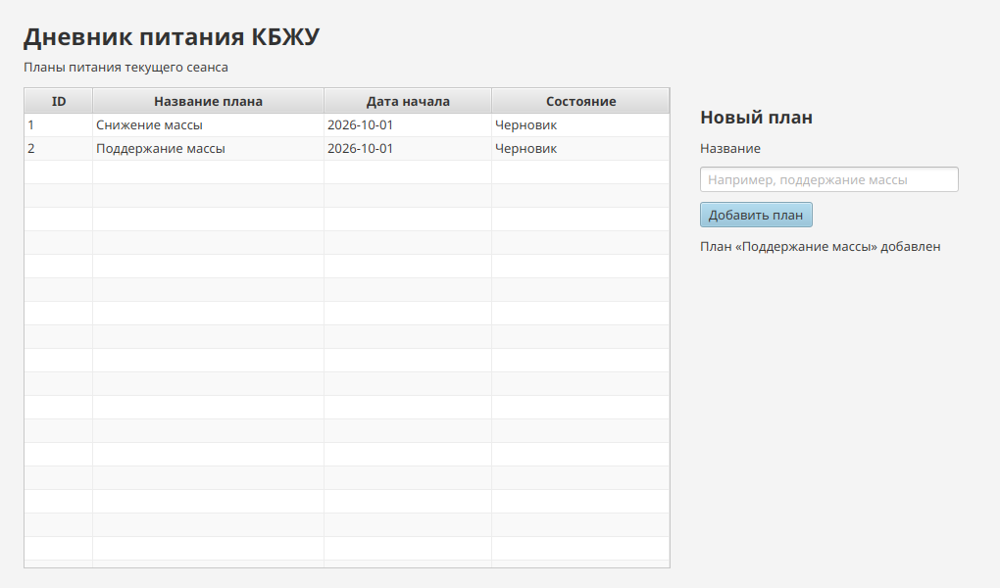 Дневник питания КБЖУ
Планы питания текущего сеанса
ID Название плана Дата начала Состояние
1 Снижение массы 2026-10-01 Черновик
2 Поддержание массы 2026-10-01 Черновик
Новый план
Название
Например, поддержание массы
Добавить план
План «Поддержание массы» добавлен